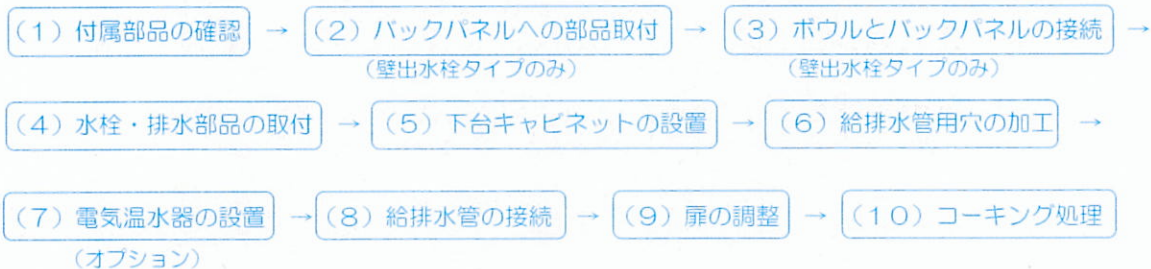 (1) 付属部品の確認 → (2) バックパネルへの部品取付 → (3) ボウルとバックパネルの接続 →
(壁出水栓タイプのみ) (壁出水栓タイプのみ)
(4) 水栓・排水部品の取付 → (5) 下台キャビネットの設置 → (6) 給排水管用穴の加工 →
(7) 電気温水器の設置 → (8) 給排水管の接続 → (9) 扉の調整 → (10) コーキング処理
(オプション)